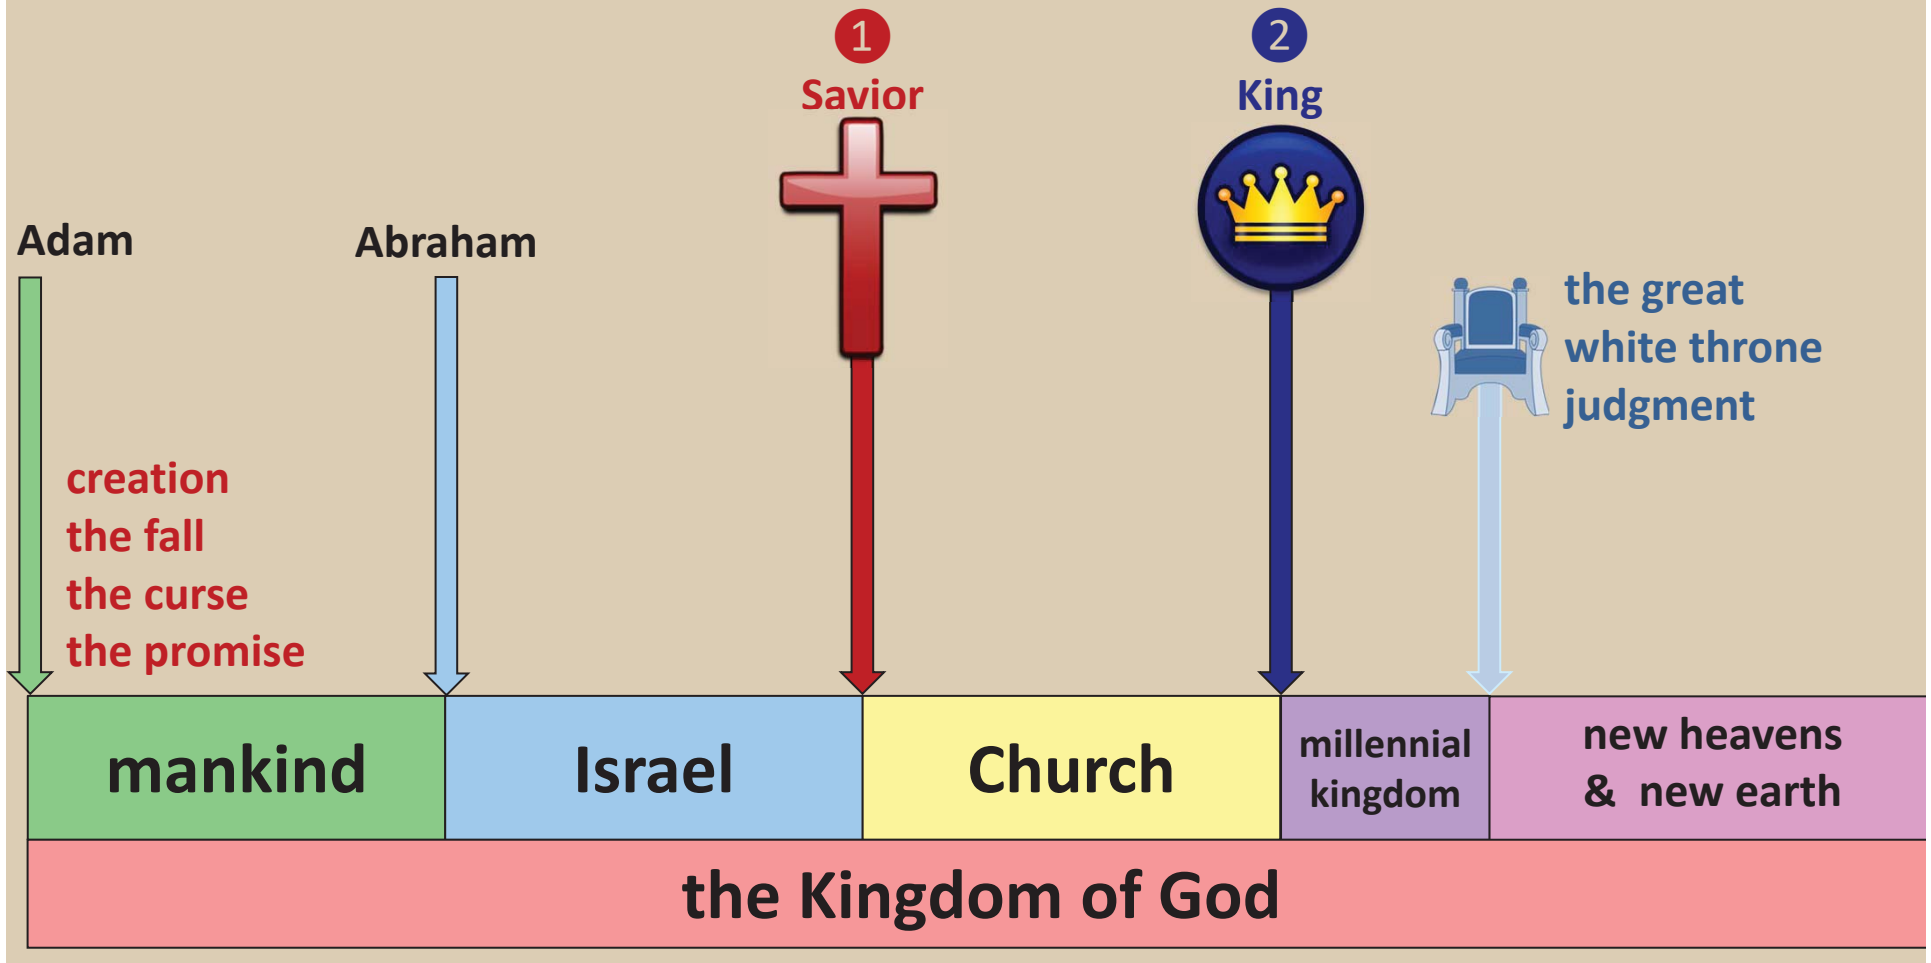 1
Savior
2
King
Adam
Abraham
the great
white throne
judgment
creation
the fall
the curse
the promise
mankind
Israel
Church
millennial
kingdom
new heavens
& new earth
the Kingdom of God